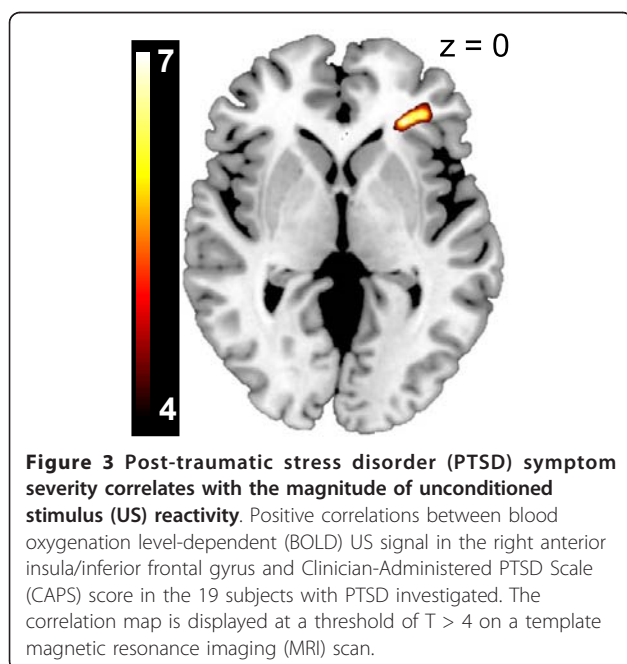 z = 0
7
4
Figure 3 Post-traumatic stress disorder (PTSD) symptom
severity correlates with the magnitude of unconditioned
stimulus (US) reactivity. Positive correlations between blood
oxygenation level-dependent (BOLD) US signal in the right anterior
insula/inferior frontal gyrus and Clinician-Administered PTSD Scale
(CAPS) score in the 19 subjects with PTSD investigated. The
correlation map is displayed at a threshold of T > 4 on a template
magnetic resonance imaging (MRI) scan.